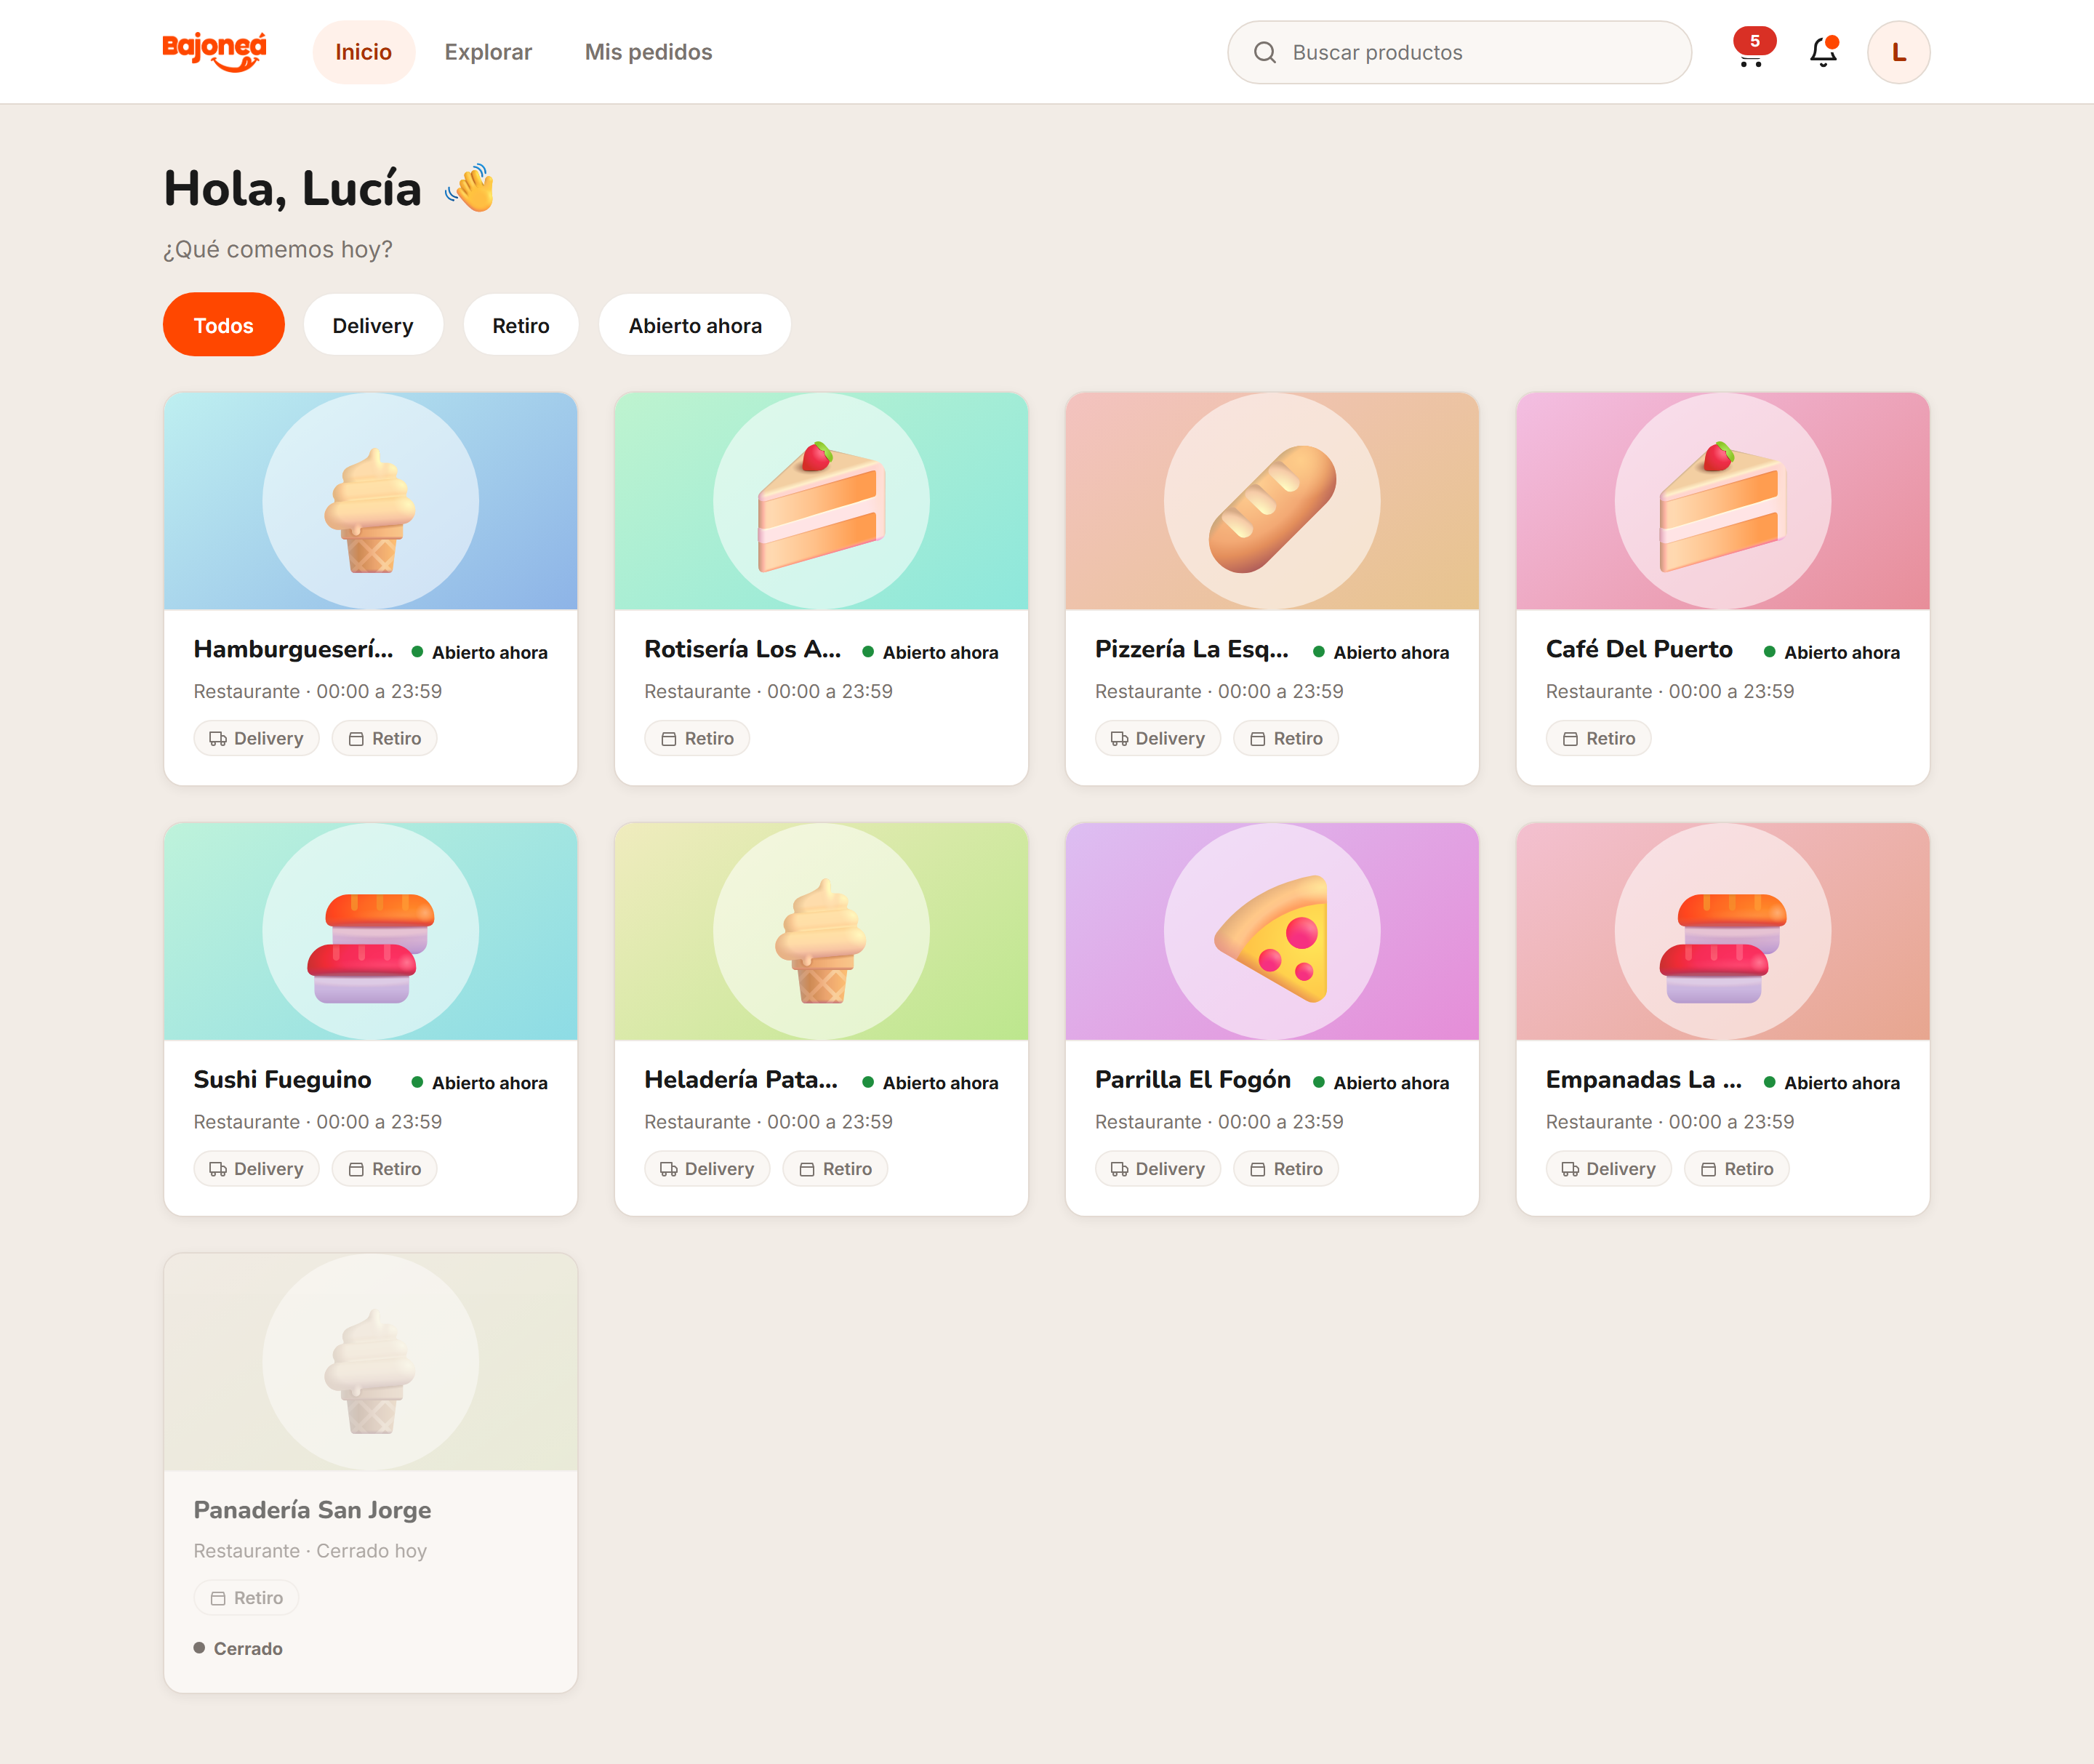 Bajoneá
Inicio
Explorar
Mis pedidos
Buscar productos
5
L
Hola, Lucía
¿Qué comemos hoy?
Todos
Delivery
Retiro
Abierto ahora
Hamburgueserí...
Abierto ahora
Restaurante · 00:00 a 23:59
Delivery
Retiro
Rotisería Los A...
Abierto ahora
Restaurante · 00:00 a 23:59
Retiro
Pizzería La Esq...
Abierto ahora
Restaurante · 00:00 a 23:59
Delivery
Retiro
Café Del Puerto
Abierto ahora
Restaurante · 00:00 a 23:59
Retiro
Sushi Fueguino
Abierto ahora
Restaurante · 00:00 a 23:59
Delivery
Retiro
Heladería Pata...
Abierto ahora
Restaurante · 00:00 a 23:59
Delivery
Retiro
Parrilla El Fogón
Abierto ahora
Restaurante · 00:00 a 23:59
Delivery
Retiro
Empanadas La ...
Abierto ahora
Restaurante · 00:00 a 23:59
Delivery
Retiro
Panadería San Jorge
Restaurante · Cerrado hoy
Retiro
Cerrado